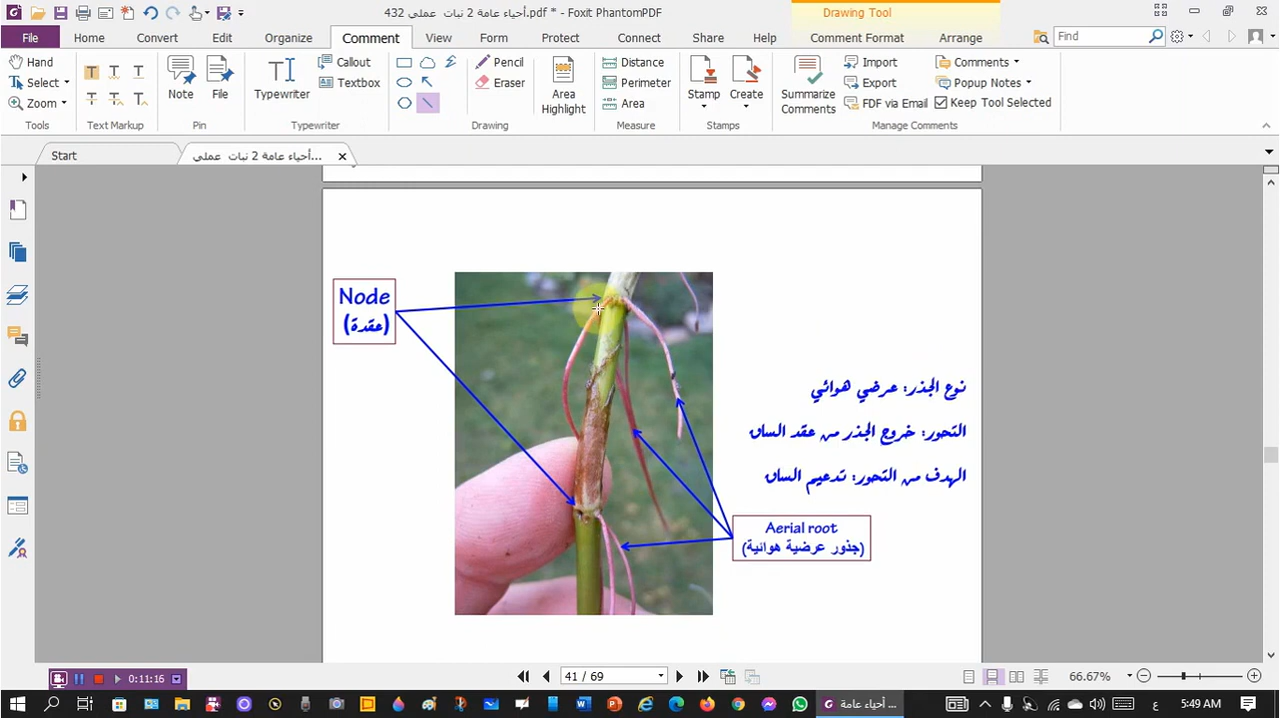 أحياء عامة 2 نبات عملي 432.pdf * - Foxit PhantomPDF
Drawing Tool
File
Home
Convert
Edit
Organize
Comment
View
Form
Protect
Connect
Share
Help
Comment Format
Arrange
Find
Hand
Select
Zoom
Tools
Text Markup
Note
File
Pin
Typewriter
Callout
Textbox
Typewriter
Pencil
Eraser
Drawing
Area Highlight
Distance
Perimeter
Area
Measure
Stamp
Create
Stamps
Summarize Comments
Import
Export
FDF via Email
Comments
Popup Notes
Keep Tool Selected
Manage Comments
Start
أحياء عامة 2 نبات عملي...
Node
(عقدة)
نوع الجذر: عرضي هوائي
التحور: خروج الجذر من عقد الساق
الهدف من التحور: تدعيم الساق
Aerial root
(جذور عرضية هوائية)
0:11:16
41 / 69
66.67%
أحياء عامة ...
ع
5:49 AM